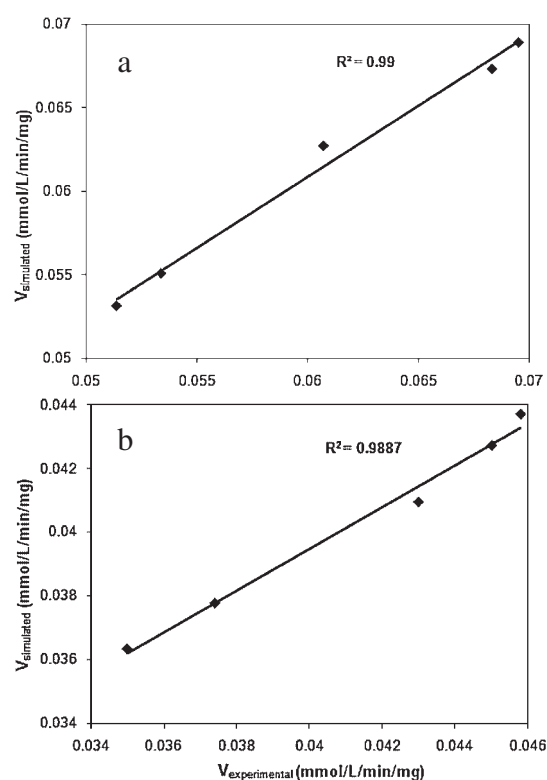 0.07
a
R² = 0.99
0.065
0.06
0.055
0.05
V simulated (mmol/L/min/mg)
0.05 0.055 0.06 0.065 0.07
0.044
b
R² = 0.9887
0.042
0.04
0.038
0.036
0.034
V simulated (mmol/L/min/mg)
0.034 0.036 0.038 0.04 0.042 0.044 0.046
V experimental (mmol/L/min/mg)